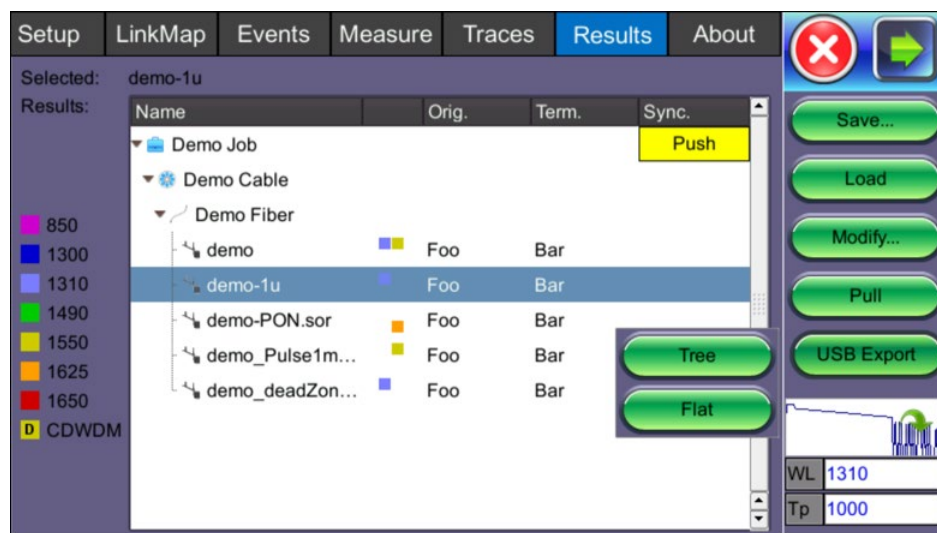 Setup LinkMap Events Measure Traces Results About
Selected: demo-1u
Results:
Name Orig. Term. Sync.
Demo Job Push
Demo Cable
Demo Fiber
demo Foo Bar
demo-1u Foo Bar
demo-PON.sor Foo Bar
demo_Pulse1m... Foo Bar
demo_deadZon... Foo Bar
850
1300
1310
1490
1550
1625
1650
D CDWDM
Tree
Flat
Save...
Load
Modify...
Pull
USB Export
WL 1310
Tp 1000